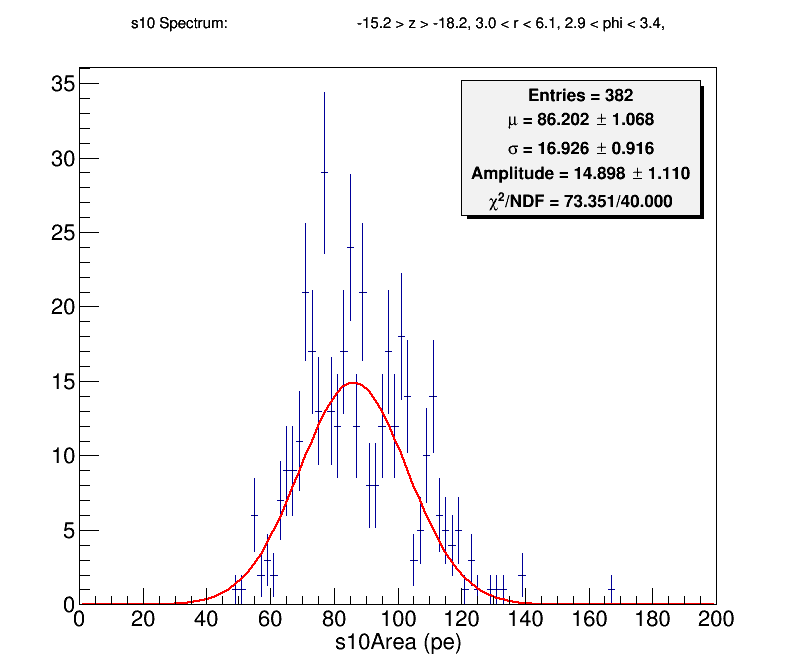 s10 Spectrum: -15.2 > z > -18.2, 3.0 < r < 6.1, 2.9 < phi < 3.4,
Entries = 382
μ = 86.202 ± 1.068
σ = 16.926 ± 0.916
Amplitude = 14.898 ± 1.110
χ²/NDF = 73.351/40.000
35
30
25
20
15
10
5
0
0 20 40 60 80 100 120 140 160 180 200
s10Area (pe)